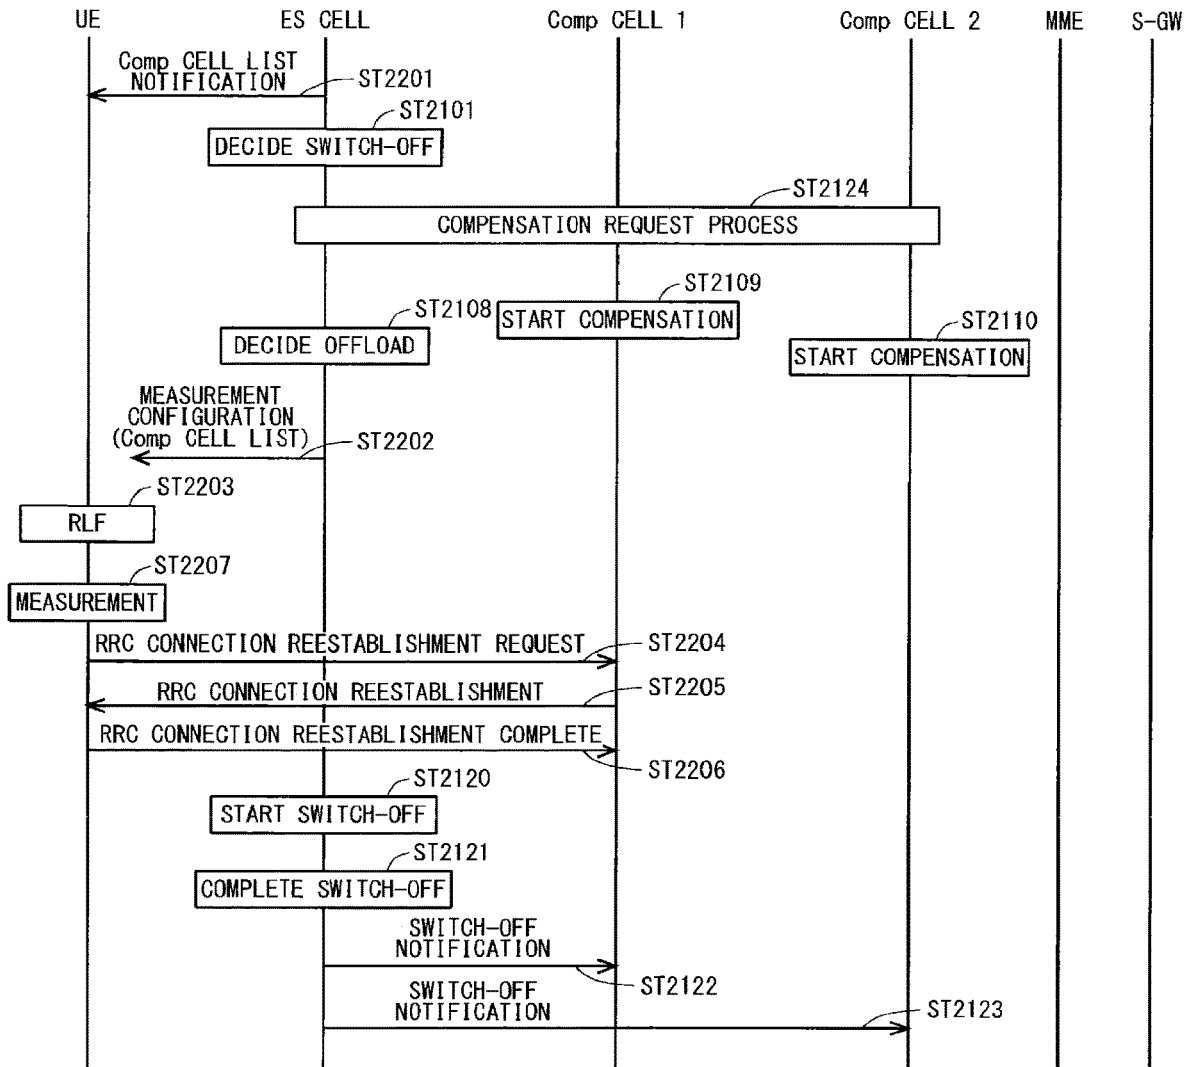 UE
ES CELL
Comp CELL 1
Comp CELL 2
MME
S-GW
Comp CELL LIST
NOTIFICATION
ST2201
ST2101
DECIDE SWITCH-OFF
ST2124
COMPENSATION REQUEST PROCESS
ST2109
START COMPENSATION
ST2108
DECIDE OFFLOAD
ST2110
START COMPENSATION
MEASUREMENT
CONFIGURATION
(Comp CELL LIST)
ST2202
ST2203
RLF
ST2207
MEASUREMENT
RRC CONNECTION REESTABLISHMENT REQUEST
ST2204
RRC CONNECTION REESTABLISHMENT
ST2205
RRC CONNECTION REESTABLISHMENT COMPLETE
ST2206
ST2120
START SWITCH-OFF
ST2121
COMPLETE SWITCH-OFF
SWITCH-OFF
NOTIFICATION
ST2122
SWITCH-OFF
NOTIFICATION
ST2123